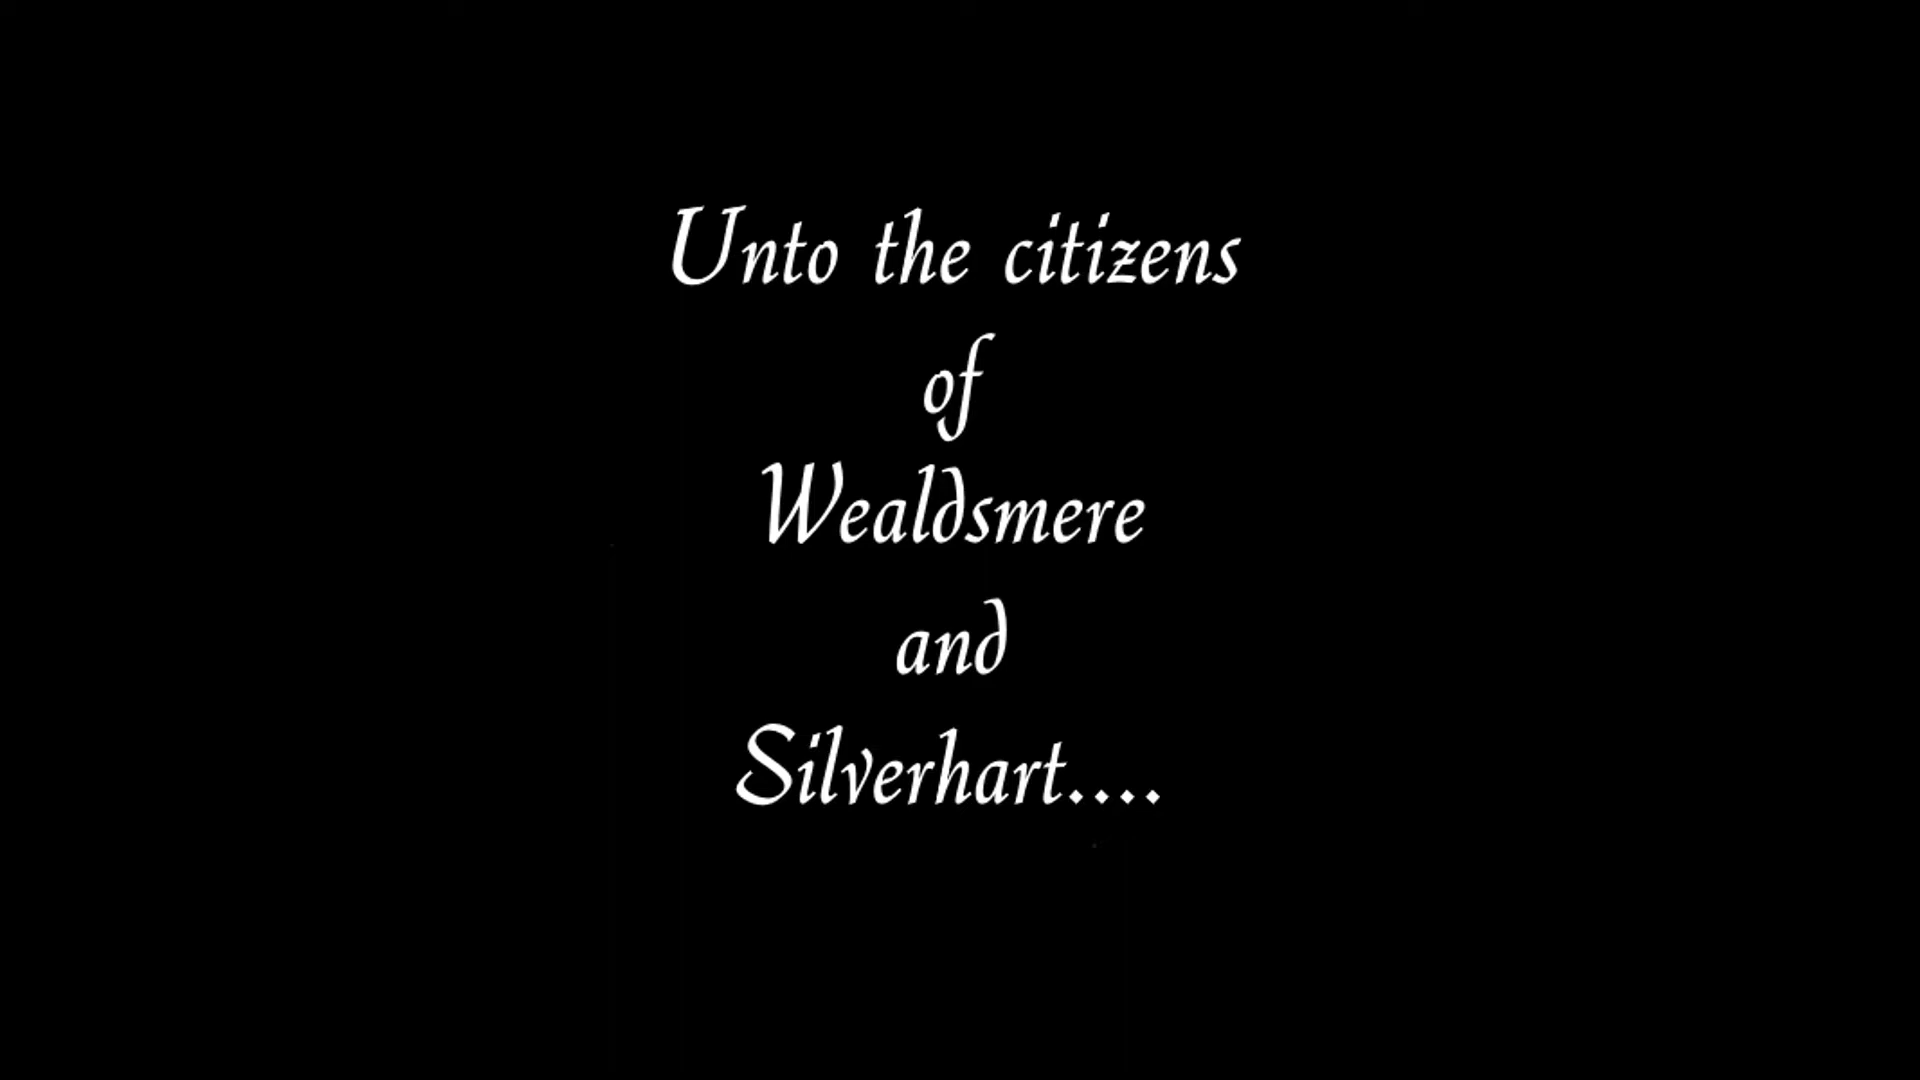 Unto the citizens
of
Wealdsmere
and
Silverhart....